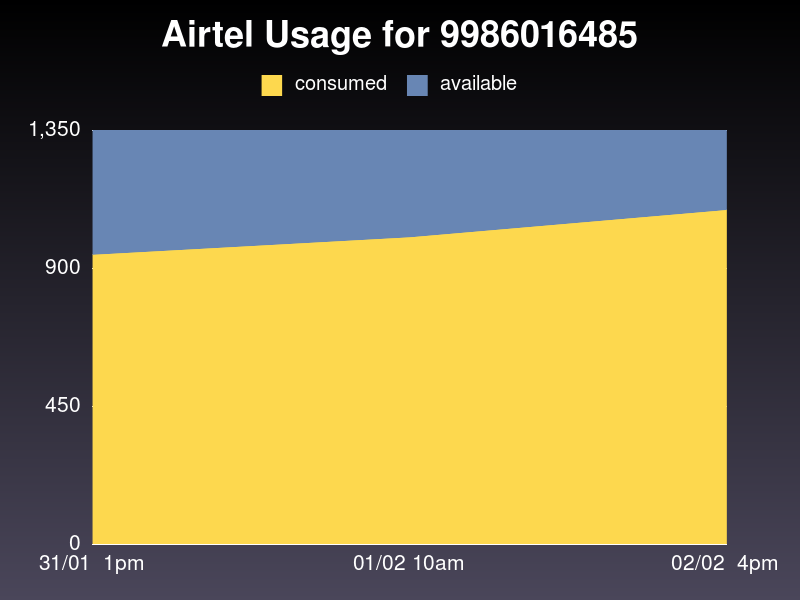 Airtel Usage for 9986016485
consumed available
1,350
900
450
0
31/01 1pm 01/02 10am 02/02 4pm